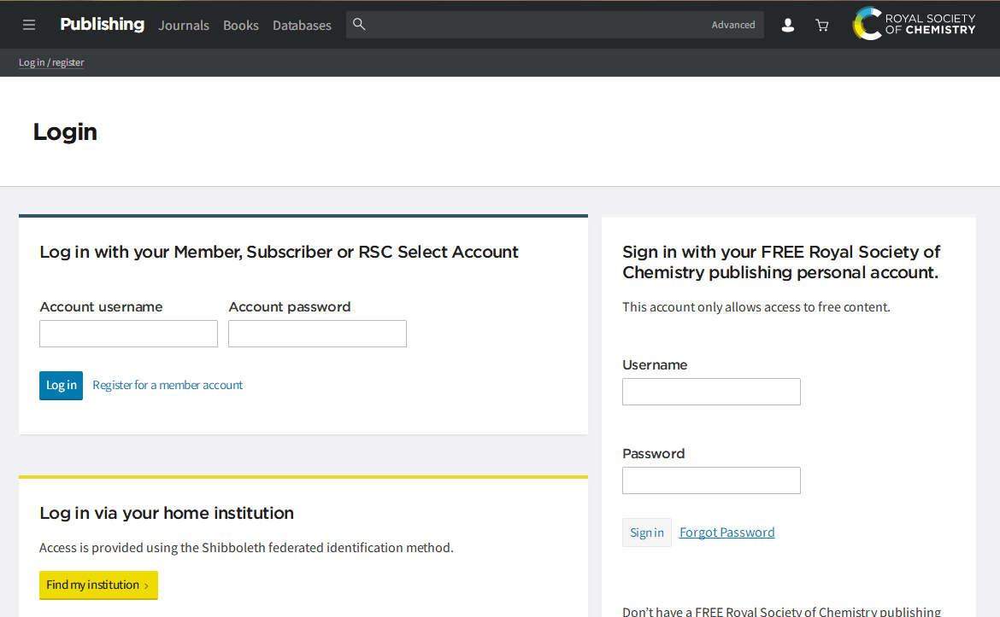 Publishing
Journals
Books
Databases
Advanced
ROYAL SOCIETY
OF CHEMISTRY
Log in / register
Login
Log in with your Member, Subscriber or RSC Select Account
Account username
Account password
Log in
Register for a member account
Log in via your home institution
Access is provided using the Shibboleth federated identification method.
Find my institution
Sign in with your FREE Royal Society of
Chemistry publishing personal account.
This account only allows access to free content.
Username
Password
Sign in
Forgot Password
Don't have a FREE Royal Society of Chemistry publishing